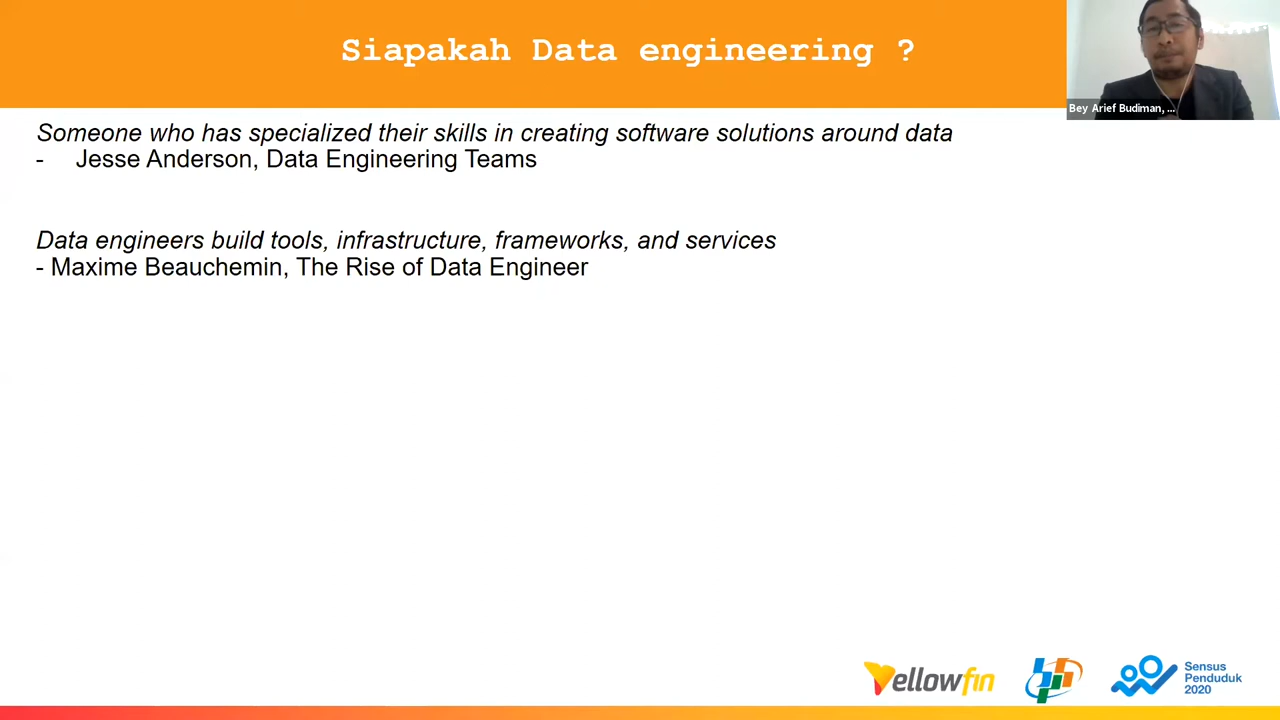 Siapakah Data engineering ?
Bey Arief Budiman, ...
Someone who has specialized their skills in creating software solutions around data
- Jesse Anderson, Data Engineering Teams
Data engineers build tools, infrastructure, frameworks, and services
- Maxime Beauchemin, The Rise of Data Engineer
Yellowfin
Sensus
Penduduk
2020